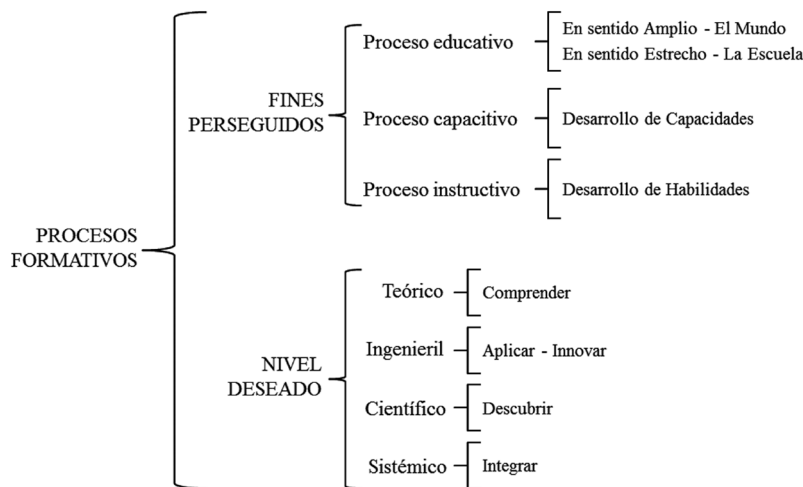 PROCESOS
FORMATIVOS
FINES
PERSEGUIDOS
Proceso educativo
En sentido Amplio - El Mundo
En sentido Estrecho - La Escuela
Proceso capacitivo
Desarrollo de Capacidades
Proceso instructivo
Desarrollo de Habilidades
NIVEL
DESEADO
Teórico
Comprender
Ingenieril
Aplicar - Innovar
Científico
Descubrir
Sistémico
Integrar